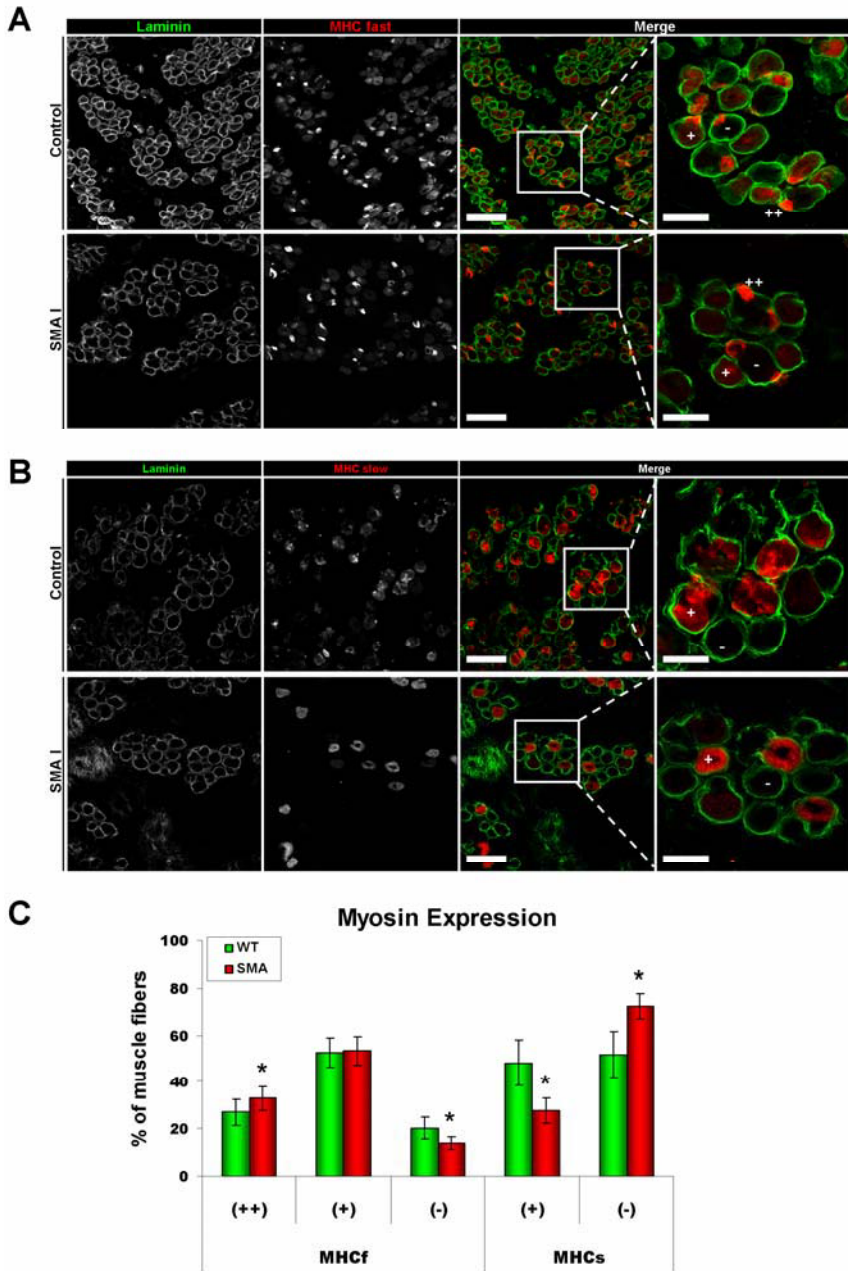 A
Laminin MHC fast Merge
Control
+ - ++
SMA I
++ + -
B
Laminin MHC slow Merge
Control
+ -
SMA I
+ -
C
Myosin Expression
% of muscle fibers
100
80
60
40
20
0
WT
SMA
* * * *
(++) (+) (-) (+) (-)
MHCf MHCs